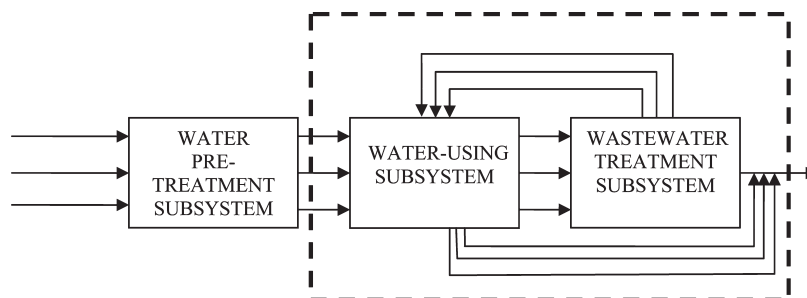 WATER
PRE-
TREATMENT
SUBSYSTEM
WATER-USING
SUBSYSTEM
WASTEWATER
TREATMENT
SUBSYSTEM